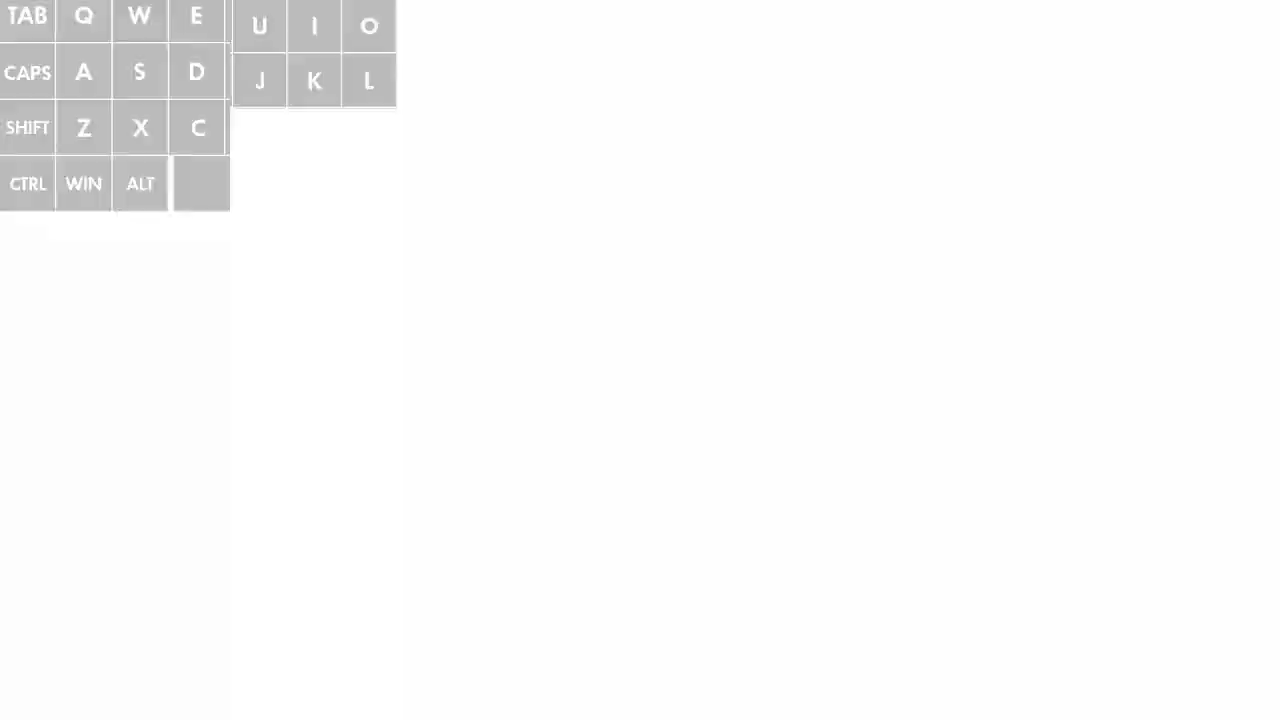 TAB Q W E U I O
CAPS A S D J K L
SHIFT Z X C
CTRL WIN ALT